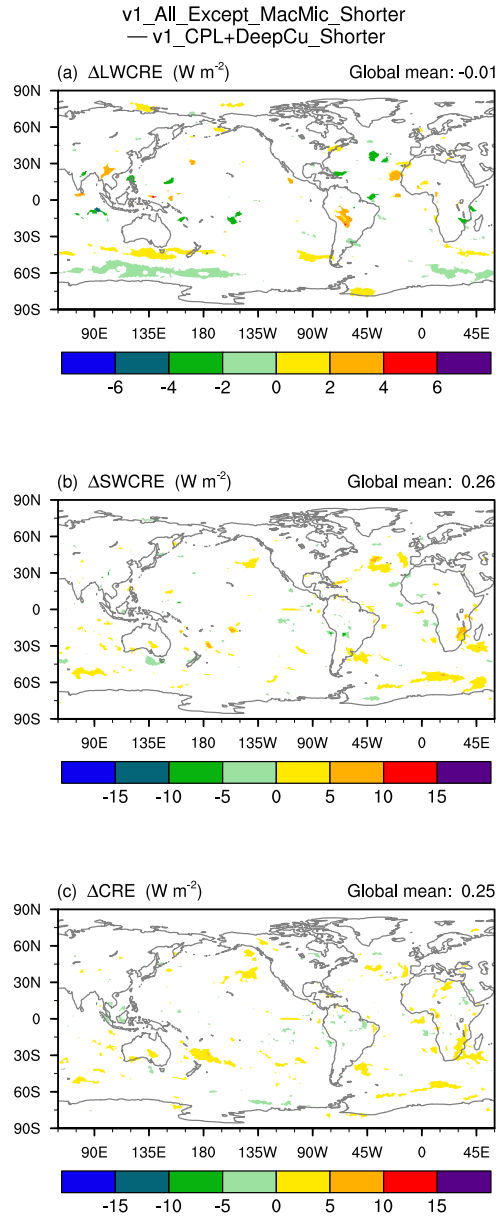 v1_All_Except_MacMic_Shorter
— v1_CPL+DeepCu_Shorter
(a) ΔLWCRE (W m-2) Global mean: -0.01
90N
60N
30N
0
30S
60S
90S
90E 135E 180 135W 90W 45W 0 45E
-6 -4 -2 0 2 4 6
(b) ΔSWCRE (W m-2) Global mean: 0.26
90N
60N
30N
0
30S
60S
90S
90E 135E 180 135W 90W 45W 0 45E
-15 -10 -5 0 5 10 15
(c) ΔCRE (W m-2) Global mean: 0.25
90N
60N
30N
0
30S
60S
90S
90E 135E 180 135W 90W 45W 0 45E
-15 -10 -5 0 5 10 15